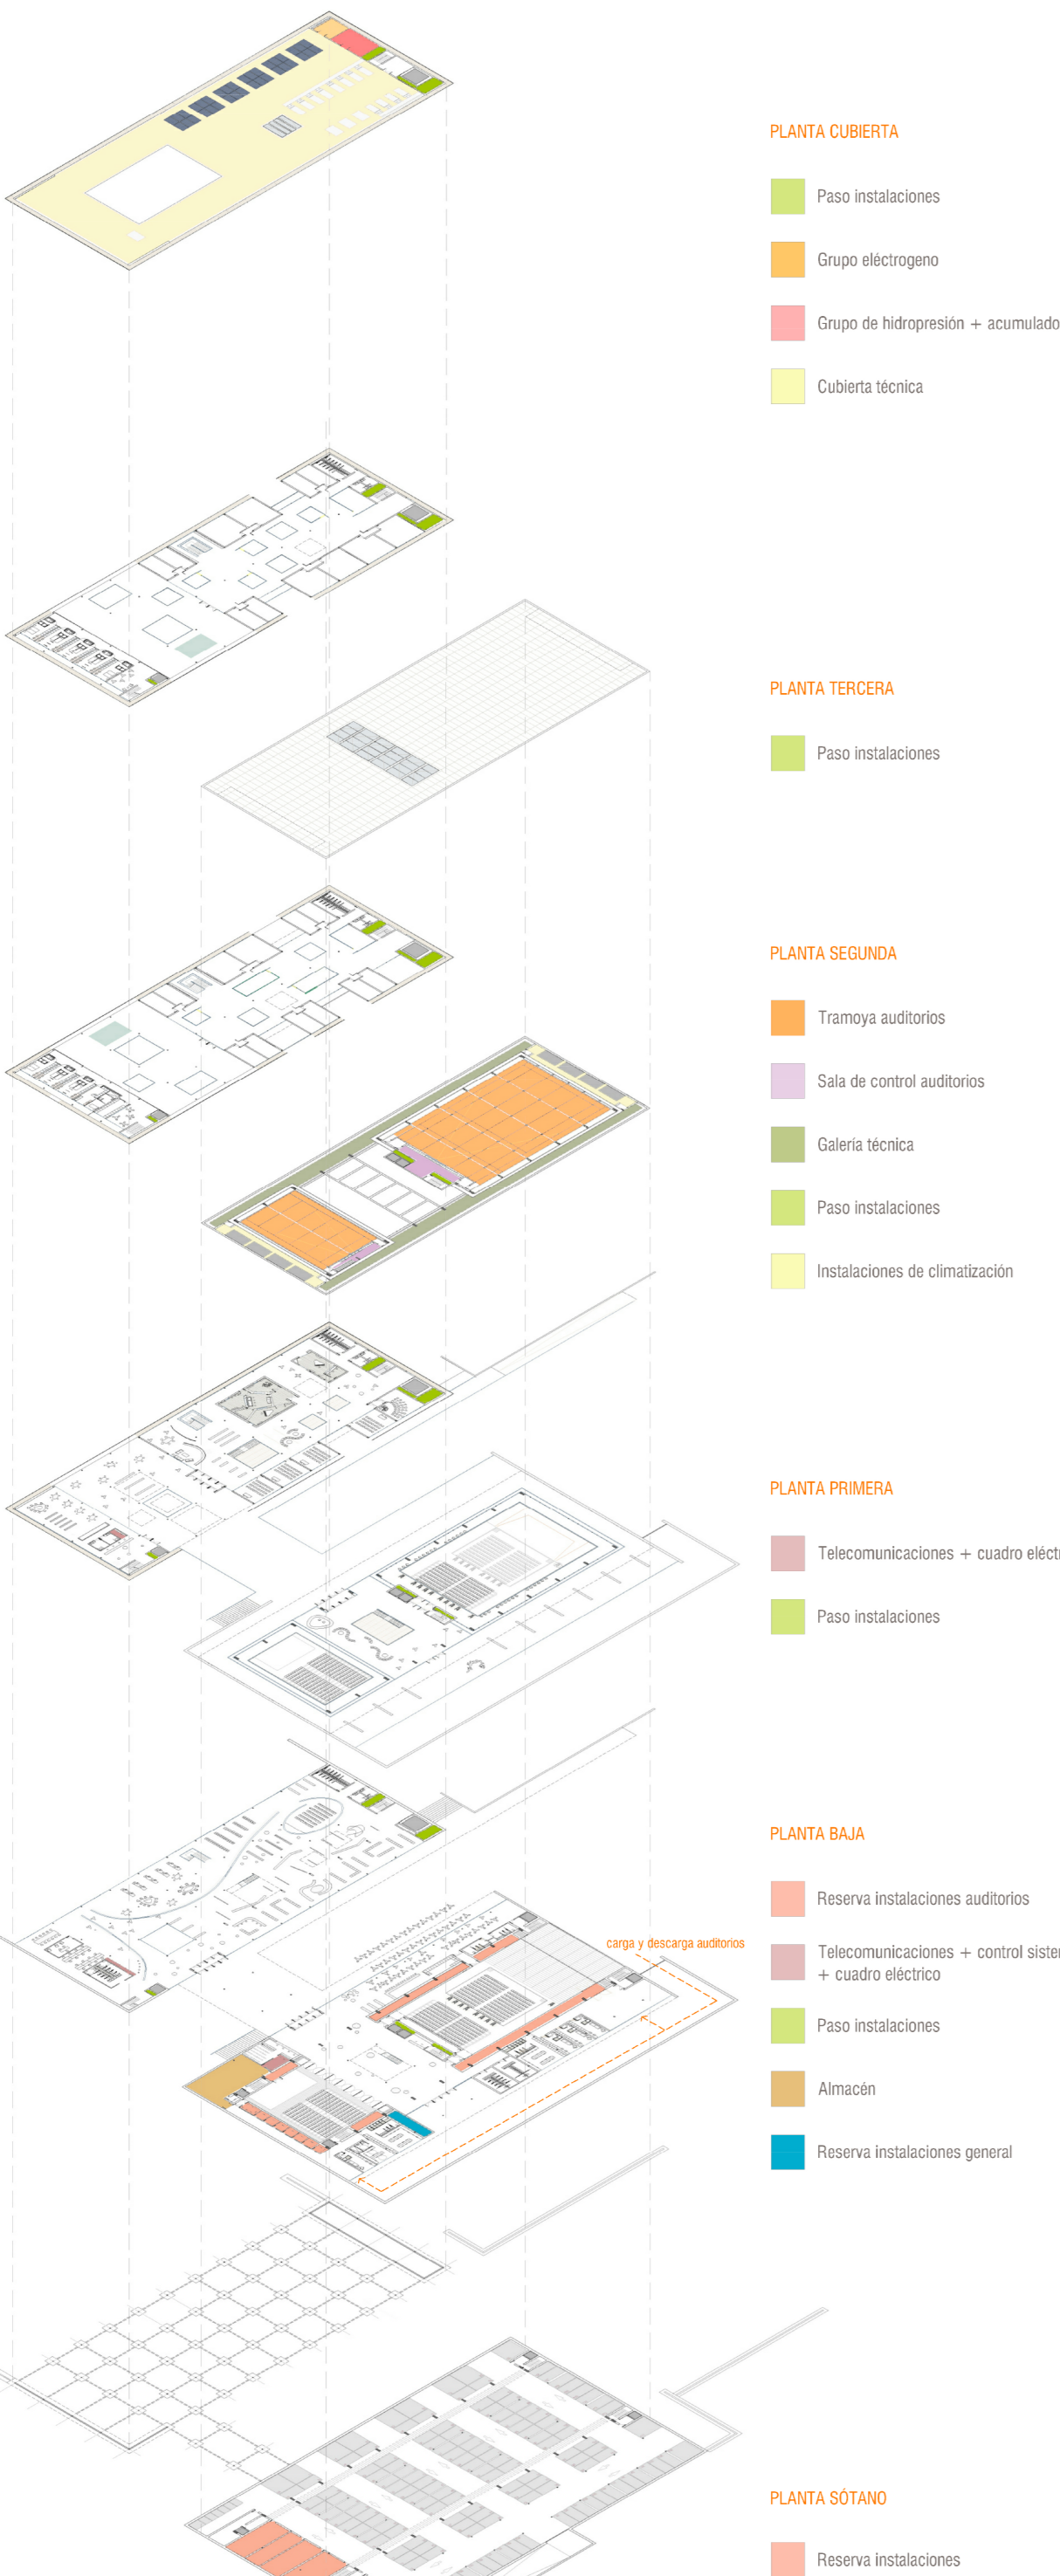 PLANTA CUBIERTA
Paso instalaciones
Grupo eléctrogeno
Grupo de hidropresión + acumulado
Cubierta técnica
PLANTA TERCERA
Paso instalaciones
PLANTA SEGUNDA
Tramoya auditorios
Sala de control auditorios
Galería técnica
Paso instalaciones
Instalaciones de climatización
PLANTA PRIMERA
Telecomunicaciones + cuadro eléct
Paso instalaciones
PLANTA BAJA
Reserva instalaciones auditorios
carga y descarga auditorios
Telecomunicaciones + control siste
+ cuadro eléctrico
Paso instalaciones
Almacén
Reserva instalaciones general
PLANTA SÓTANO
Reserva instalaciones